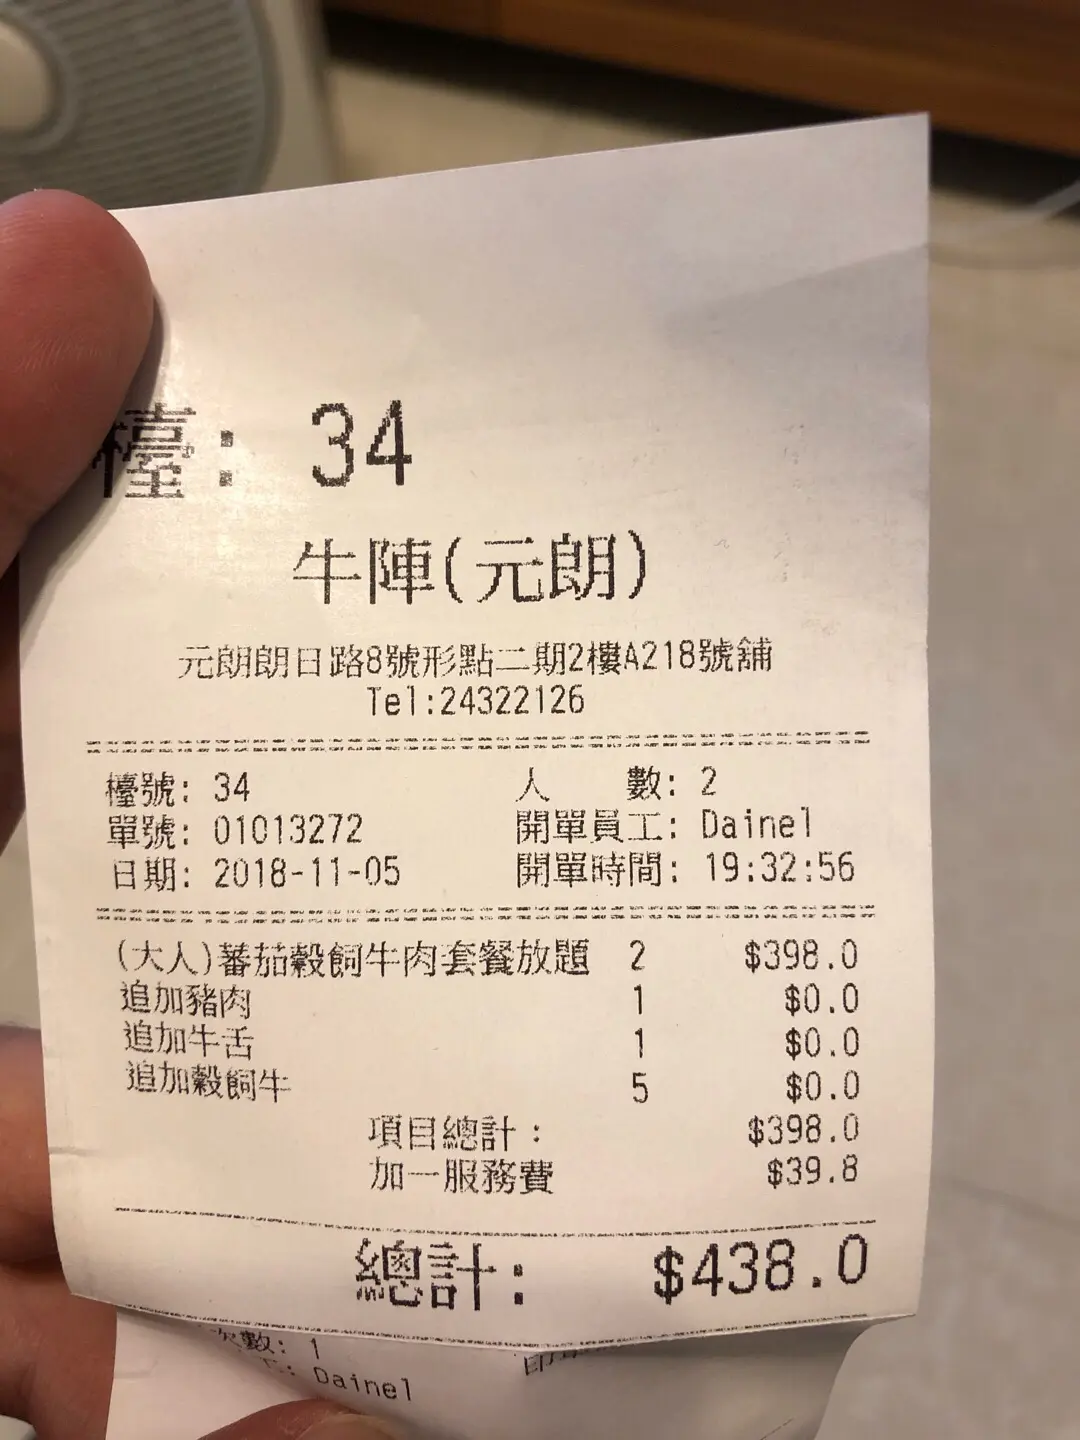 檯: 34
牛陣(元朗)
元朗朗日路8號形點二期2樓A218號舖
Tel:24322126
檯號: 34 人 數: 2
單號: 01013272 開單員工: Dainel
日期: 2018-11-05 開單時間: 19:32:56
(大人)蕃茄穀飼牛肉套餐放題 2 $398.0
追加豬肉 1 $0.0
追加牛舌 1 $0.0
追加穀飼牛 5 $0.0
項目總計: $398.0
加一服務費 $39.8
總計: $438.0
次數: 1
Dainel